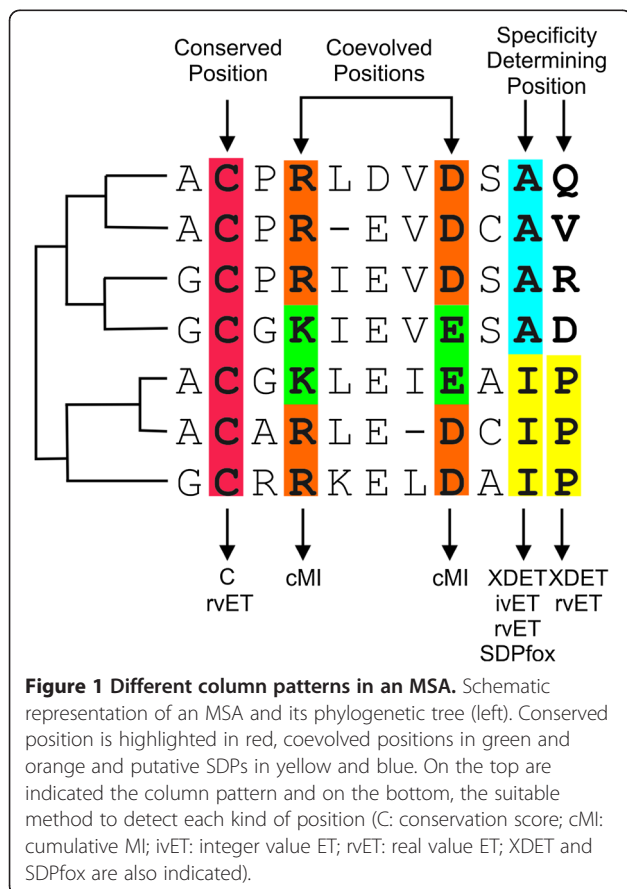 Conserved Position
Coevolved Positions
Specificity Determining Position
A C P R L D V D S A Q
A C P R - E V D C A V
G C P R I E V D S A R
G C G K I E V E S A D
A C G K L E I E A I P
A C A R L E - D C I P
G C R R K E L D A I P
C
rvET
cMI
cMI
XDET
ivET
rvET
SDPfox
XDET
rvET
Figure 1 Different column patterns in an MSA. Schematic
representation of an MSA and its phylogenetic tree (left). Conserved
position is highlighted in red, coevolved positions in green and
orange and putative SDPs in yellow and blue. On the top are
indicated the column pattern and on the bottom, the suitable
method to detect each kind of position (C: conservation score; cMI:
cumulative MI; ivET: integer value ET; rvET: real value ET; XDET and
SDPfox are also indicated).